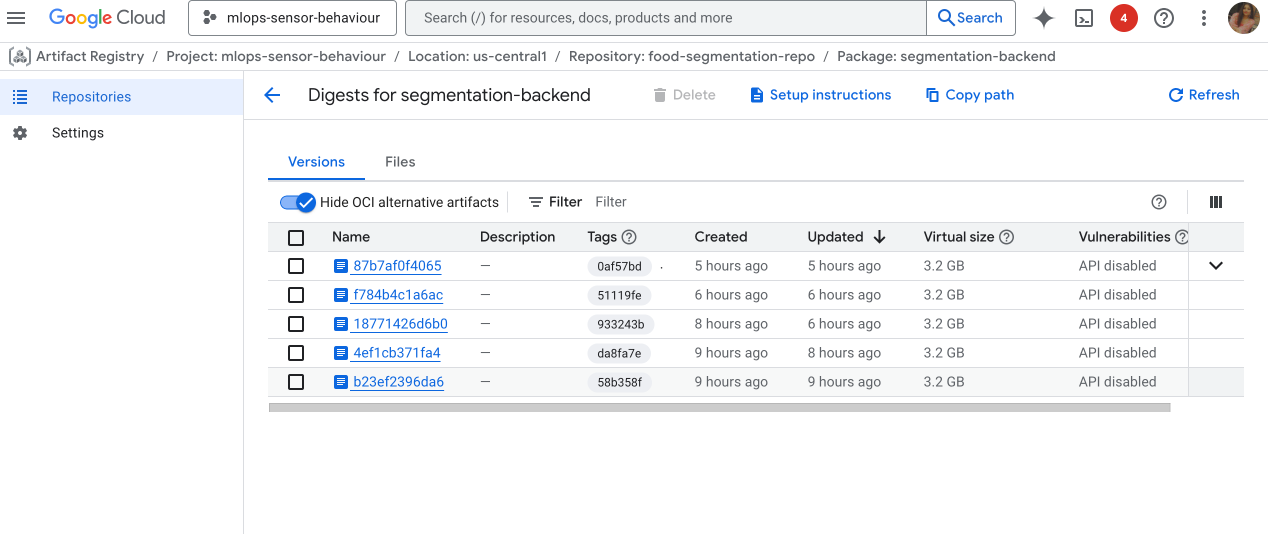 Google Cloud mlops-sensor-behaviour Search (/) for resources, docs, products and more Search 4
Artifact Registry / Project: mlops-sensor-behaviour / Location: us-central1 / Repository: food-segmentation-repo / Package: segmentation-backend
Repositories
Settings
Digests for segmentation-backend Delete Setup instructions Copy path Refresh
Versions Files
Hide OCI alternative artifacts Filter Filter
Name Description Tags Created Updated Virtual size Vulnerabilities
87b7af0f4065 — 0af57bd . 5 hours ago 5 hours ago 3.2 GB API disabled
f784b4c1a6ac — 51119fe 6 hours ago 6 hours ago 3.2 GB API disabled
18771426d6b0 — 933243b 8 hours ago 6 hours ago 3.2 GB API disabled
4ef1cb371fa4 — da8fa7e 9 hours ago 8 hours ago 3.2 GB API disabled
b23ef2396da6 — 58b358f 9 hours ago 9 hours ago 3.2 GB API disabled